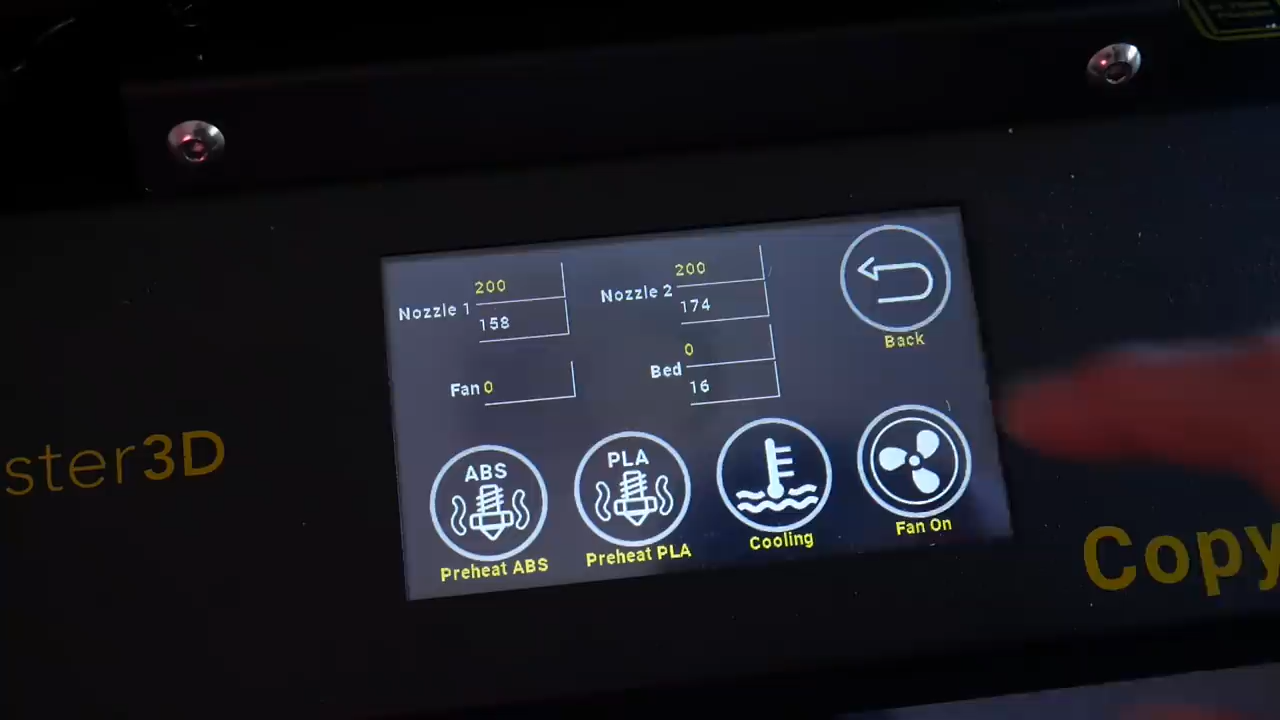 200
200
Nozzle 1
158
Nozzle 2
174
Back
Fan 0
Bed
0
16
ABS
PLA
Preheat ABS
Preheat PLA
Cooling
Fan On
ster3D
Copy